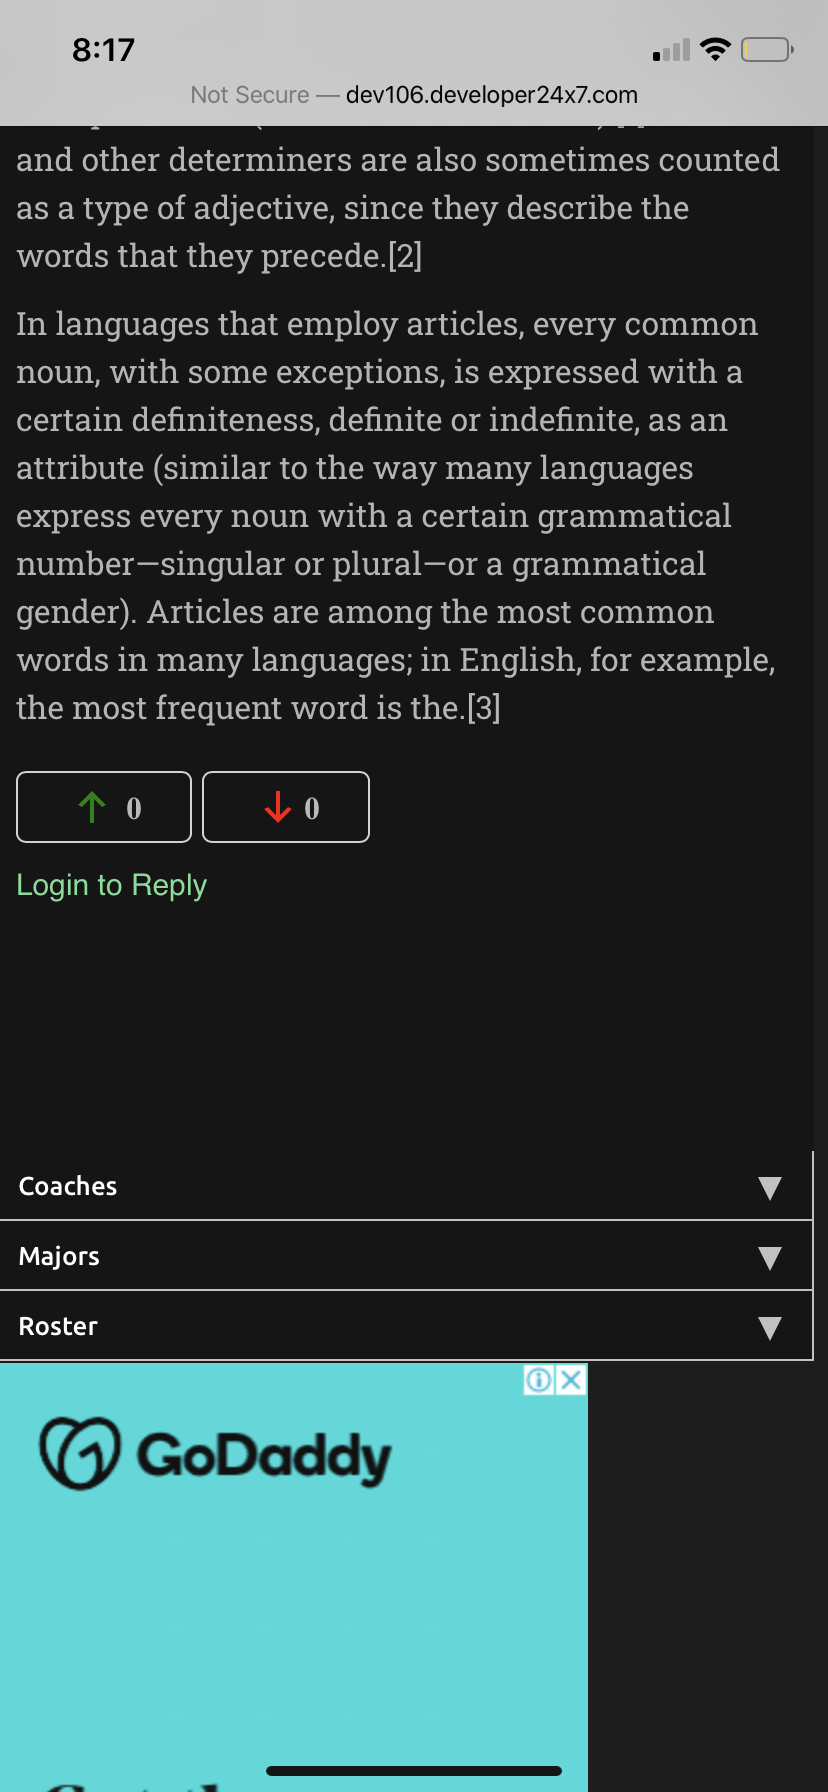 8:17
Not Secure — dev106.developer24x7.com
and other determiners are also sometimes counted
as a type of adjective, since they describe the
words that they precede.[2]
In languages that employ articles, every common
noun, with some exceptions, is expressed with a
certain definiteness, definite or indefinite, as an
attribute (similar to the way many languages
express every noun with a certain grammatical
number—singular or plural—or a grammatical
gender). Articles are among the most common
words in many languages; in English, for example,
the most frequent word is the.[3]
↑ 0 ↓ 0
Login to Reply
Coaches ▼
Majors ▼
Roster ▼
GoDaddy